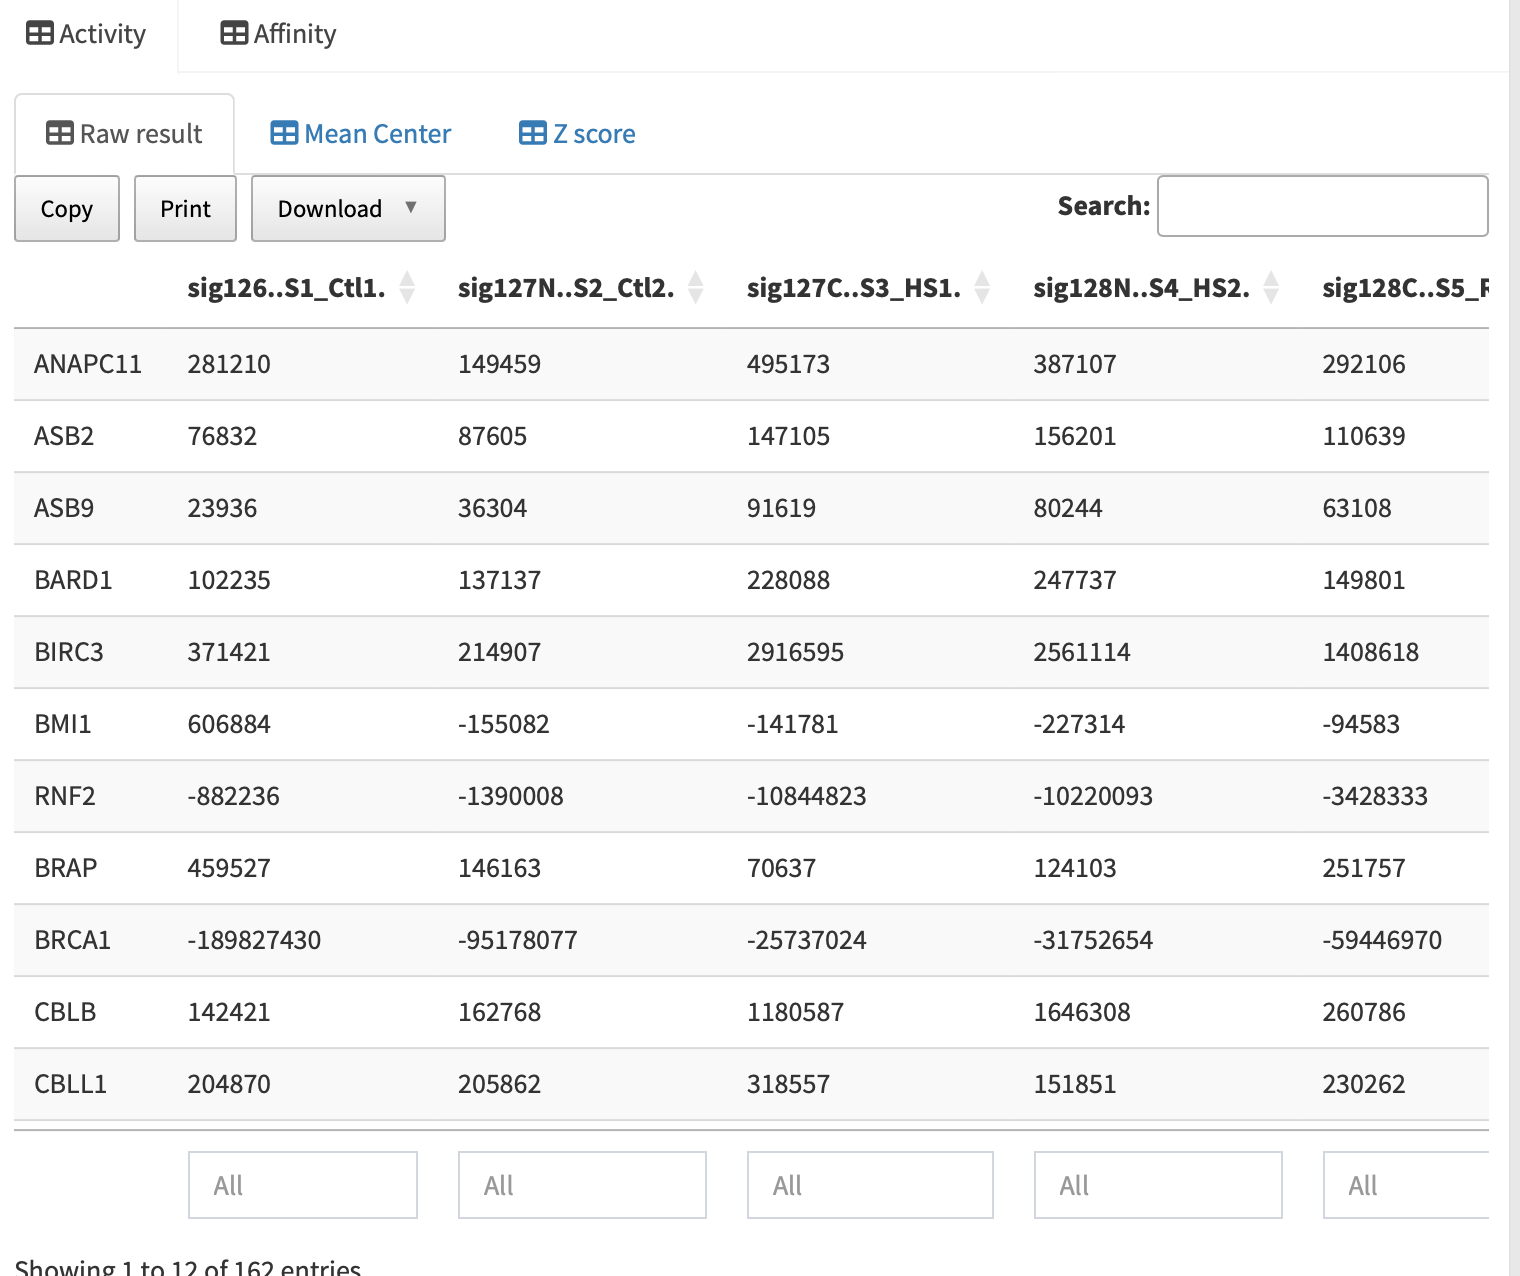 Activity Affinity
Raw result Mean Center Z score
Copy Print Download ▼ Search:
sig126..S1_Ctl1. sig127N..S2_Ctl2. sig127C..S3_HS1. sig128N..S4_HS2. sig128C..S5_
ANAPC11 281210 149459 495173 387107 292106
ASB2 76832 87605 147105 156201 110639
ASB9 23936 36304 91619 80244 63108
BARD1 102235 137137 228088 247737 149801
BIRC3 371421 214907 2916595 2561114 1408618
BMI1 606884 -155082 -141781 -227314 -94583
RNF2 -882236 -1390008 -10844823 -10220093 -3428333
BRAP 459527 146163 70637 124103 251757
BRCA1 -189827430 -95178077 -25737024 -31752654 -59446970
CBLB 142421 162768 1180587 1646308 260786
CBLL1 204870 205862 318557 151851 230262
All All All All All
Showing 1 to 12 of 162 entries